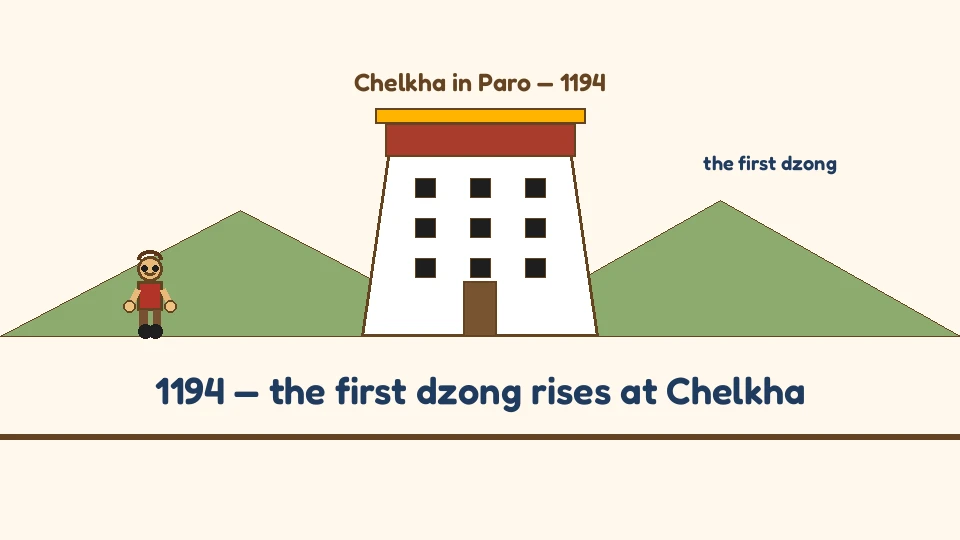 Chelkha in Paro — 1194
the first dzong
1194 — the first dzong rises at Chelkha